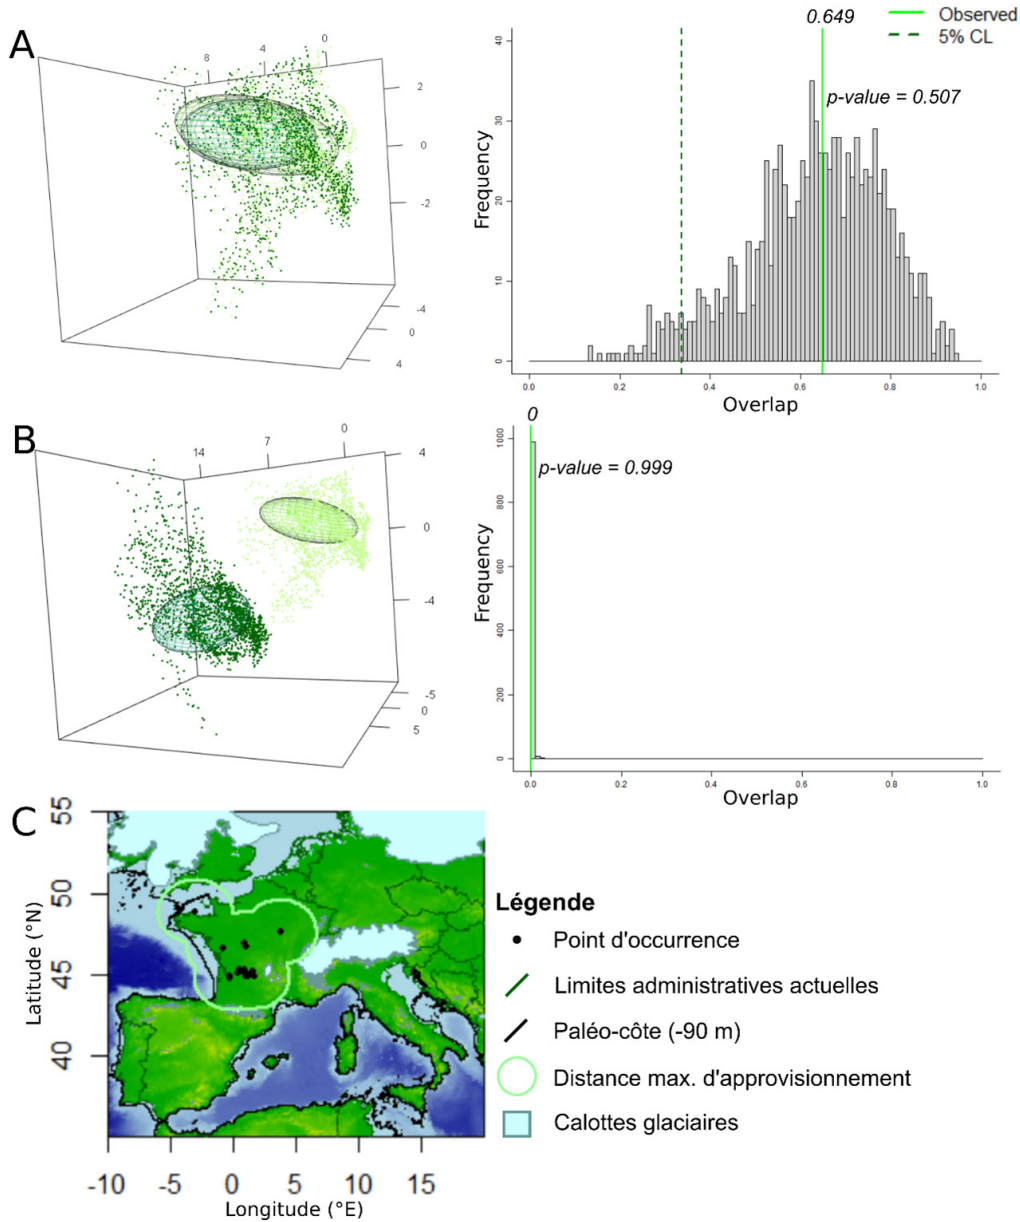 A
8
4
0
2
0
-2
-4
0
4
0.649
Observed
5% CL
p-value = 0.507
Frequency
40
30
20
10
0
0.0 0.2 0.4 0.6 0.8 1.0
Overlap
B
14
7
0
4
0
-4
-5
0
5
0
p-value = 0.999
Frequency
1000
800
600
400
200
0
0.0 0.2 0.4 0.6 0.8 1.0
Overlap
C
Latitude (°N)
55
50
45
40
-10 -5 0 5 10 15
Longitude (°E)
Légende
Point d'occurrence
Limites administratives actuelles
Paléo-côte (-90 m)
Distance max. d'approvisionnement
Calottes glaciaires